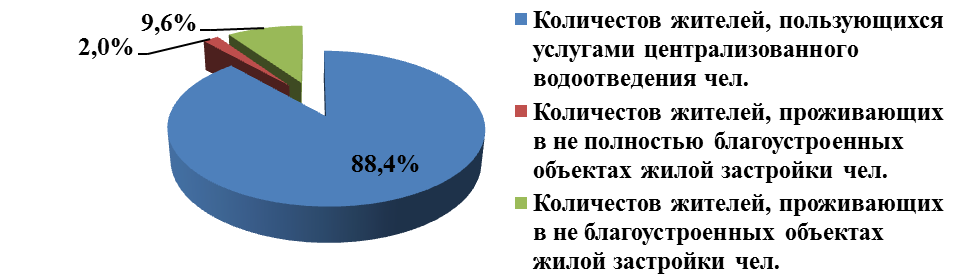 9,6%
2,0%
88,4%
Количестов жителей, пользующихся
услугами централизованного
водоотведения чел.
Количестов жителей, проживающих
в не полностью благоустроенных
объектах жилой застройки чел.
Количестов жителей, проживающих
в не благоустроенных объектах
жилой застройки чел.